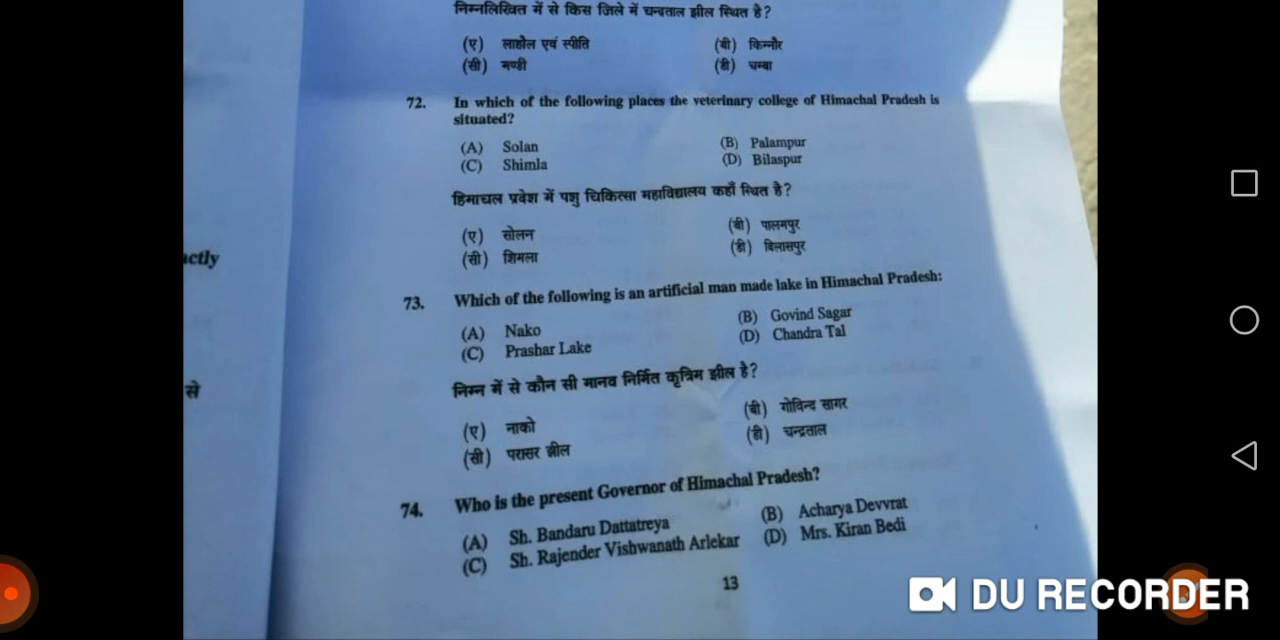 निम्नलिखित में से किस जिले में चन्द्रताल झील स्थित है?
(ए) लाहौल एवं स्पीति (बी) किन्नौर
(सी) मण्डी (डी) चम्बा
72. In which of the following places the veterinary college of Himachal Pradesh is
situated?
(A) Solan (B) Palampur
(C) Shimla (D) Bilaspur
हिमाचल प्रदेश में पशु चिकित्सा महाविद्यालय कहाँ स्थित है?
(ए) सोलन (बी) पालमपुर
(सी) शिमला (डी) बिलासपुर
actly
73. Which of the following is an artificial man made lake in Himachal Pradesh:
(A) Nako (B) Govind Sagar
(C) Prashar Lake (D) Chandra Tal
से
निम्न में से कौन सी मानव निर्मित कृत्रिम झील है?
(ए) नाको (बी) गोविन्द सागर
(सी) परासर झील (डी) चन्द्रताल
74. Who is the present Governor of Himachal Pradesh?
(A) Sh. Bandaru Dattatreya (B) Acharya Devvrat
(C) Sh. Rajender Vishwanath Arlekar (D) Mrs. Kiran Bedi
13
DU RECORDER